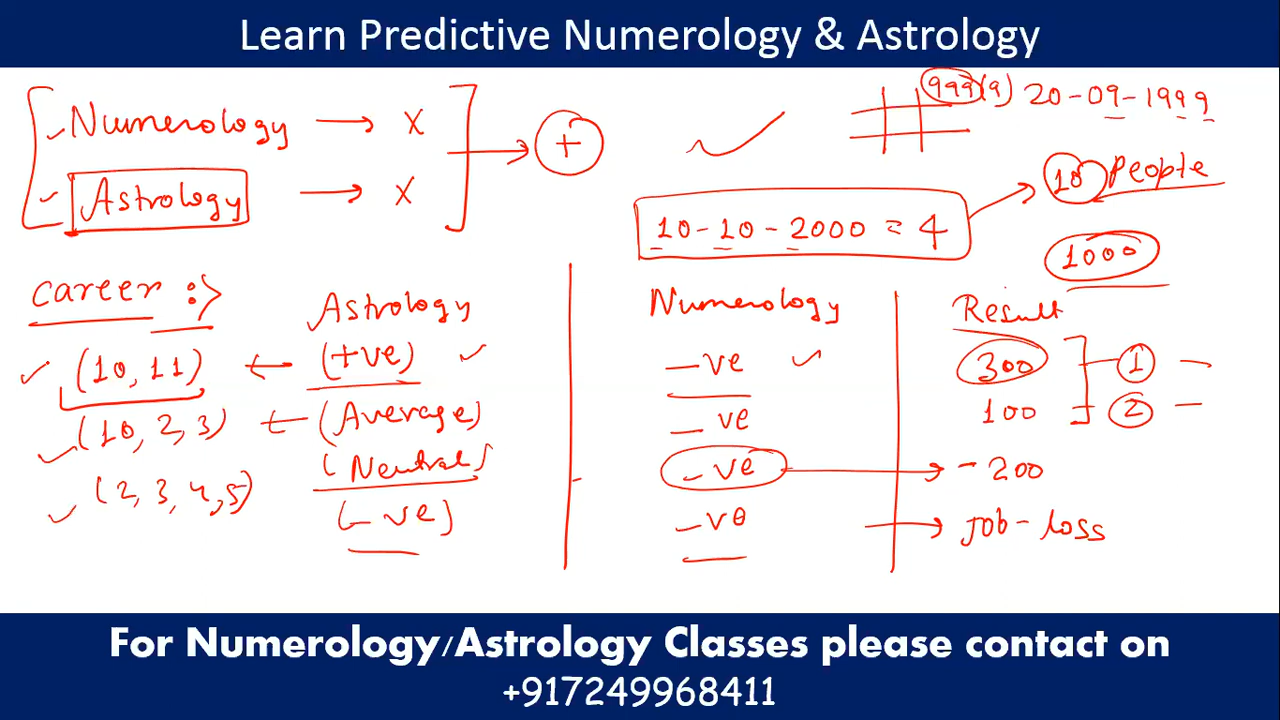 Learn Predictive Numerology & Astrology
999(9) 20-09-1999
Numerology → X
+
Astrology → X
10 People
10-10-2000 = 4
1000
career :->
Astrology Numerology Result
(10, 11) ← (+ve) -ve 300 1 -
(10, 2, 3) ← (Average) -ve 100 2 -
(Neutral) -ve → -200
(2, 3, 4, 5)
(-ve) -ve → Job-loss
For Numerology/Astrology Classes please contact on
+917249968411